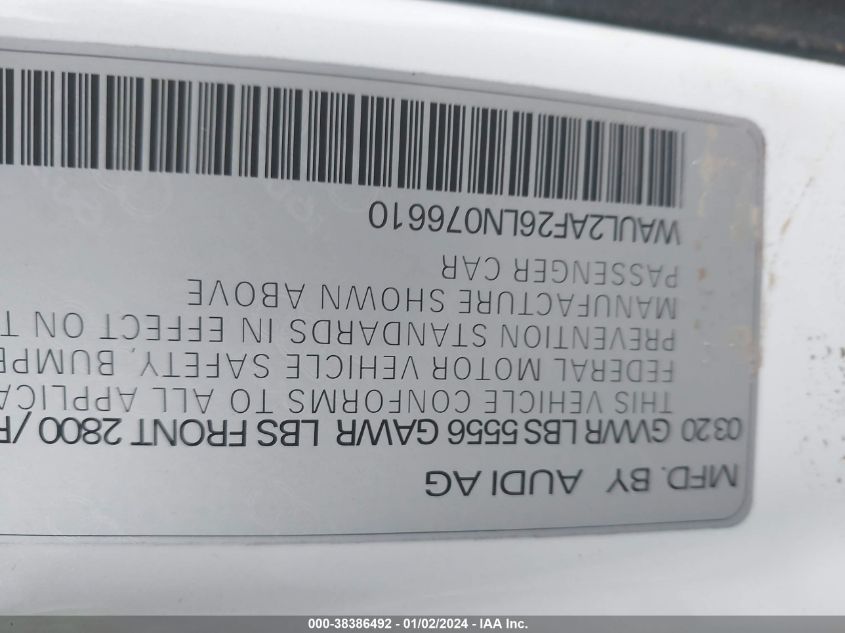 MFD. BY AUDI AG
03 20 GVWR LBS 5556 GAWR LBS FRONT 2800 /R
THIS VEHICLE CONFORMS TO ALL APPLICA
FEDERAL MOTOR VEHICLE SAFETY, BUMPE
PREVENTION STANDARDS IN EFFECT ON T
MANUFACTURE SHOWN ABOVE
PASSENGER CAR
WAUL2AF26LN076610
000-38386492 - 01/02/2024 - IAA Inc.